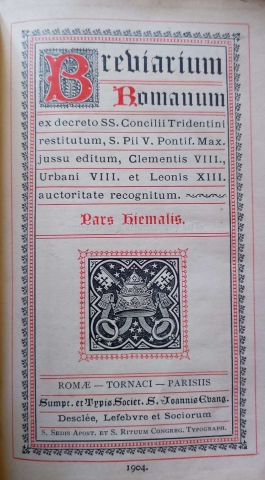 Breviarium
Romanum
ex decreto SS. Concilii Tridentini
restitutum, S. Pii V. Pontif. Max.
jussu editum, Clementis VIII.,
Urbani VIII. et Leonis XIII.
auctoritate recognitum.
Pars Hiemalis.
ROMÆ — TORNACI — PARISIIS
Sumpt. et Typis Societ. S. Joannis Evang.
Desclée, Lefebvre et Sociorum
S. Sedis Apost. et S. Rituum Congreg. Typograph.
1904.